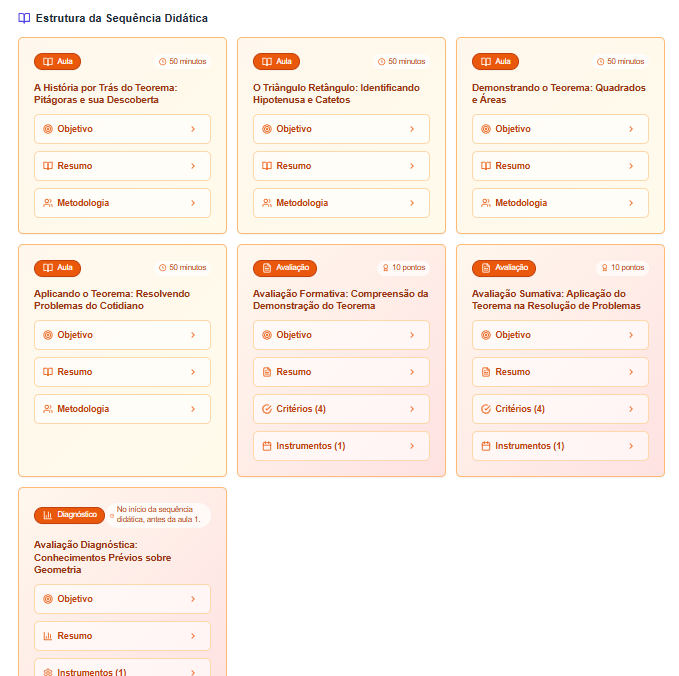 Estrutura da Sequência Didática
Aula
50 minutos
A História por Trás do Teorema:
Pitágoras e sua Descoberta
Objetivo
Resumo
Metodologia
Aula
50 minutos
O Triângulo Retângulo: Identificando
Hipotenusa e Catetos
Objetivo
Resumo
Metodologia
Aula
50 minutos
Demonstrando o Teorema: Quadrados
e Áreas
Objetivo
Resumo
Metodologia
Aula
50 minutos
Aplicando o Teorema: Resolvendo
Problemas do Cotidiano
Objetivo
Resumo
Metodologia
Avaliação
10 pontos
Avaliação Formativa: Compreensão da
Demonstração do Teorema
Objetivo
Resumo
Critérios (4)
Instrumentos (1)
Avaliação
10 pontos
Avaliação Sumativa: Aplicação do
Teorema na Resolução de Problemas
Objetivo
Resumo
Critérios (4)
Instrumentos (1)
Diagnóstico
No início da sequência
didática, antes da aula 1.
Avaliação Diagnóstica:
Conhecimentos Prévios sobre
Geometria
Objetivo
Resumo
Instrumentos (1)